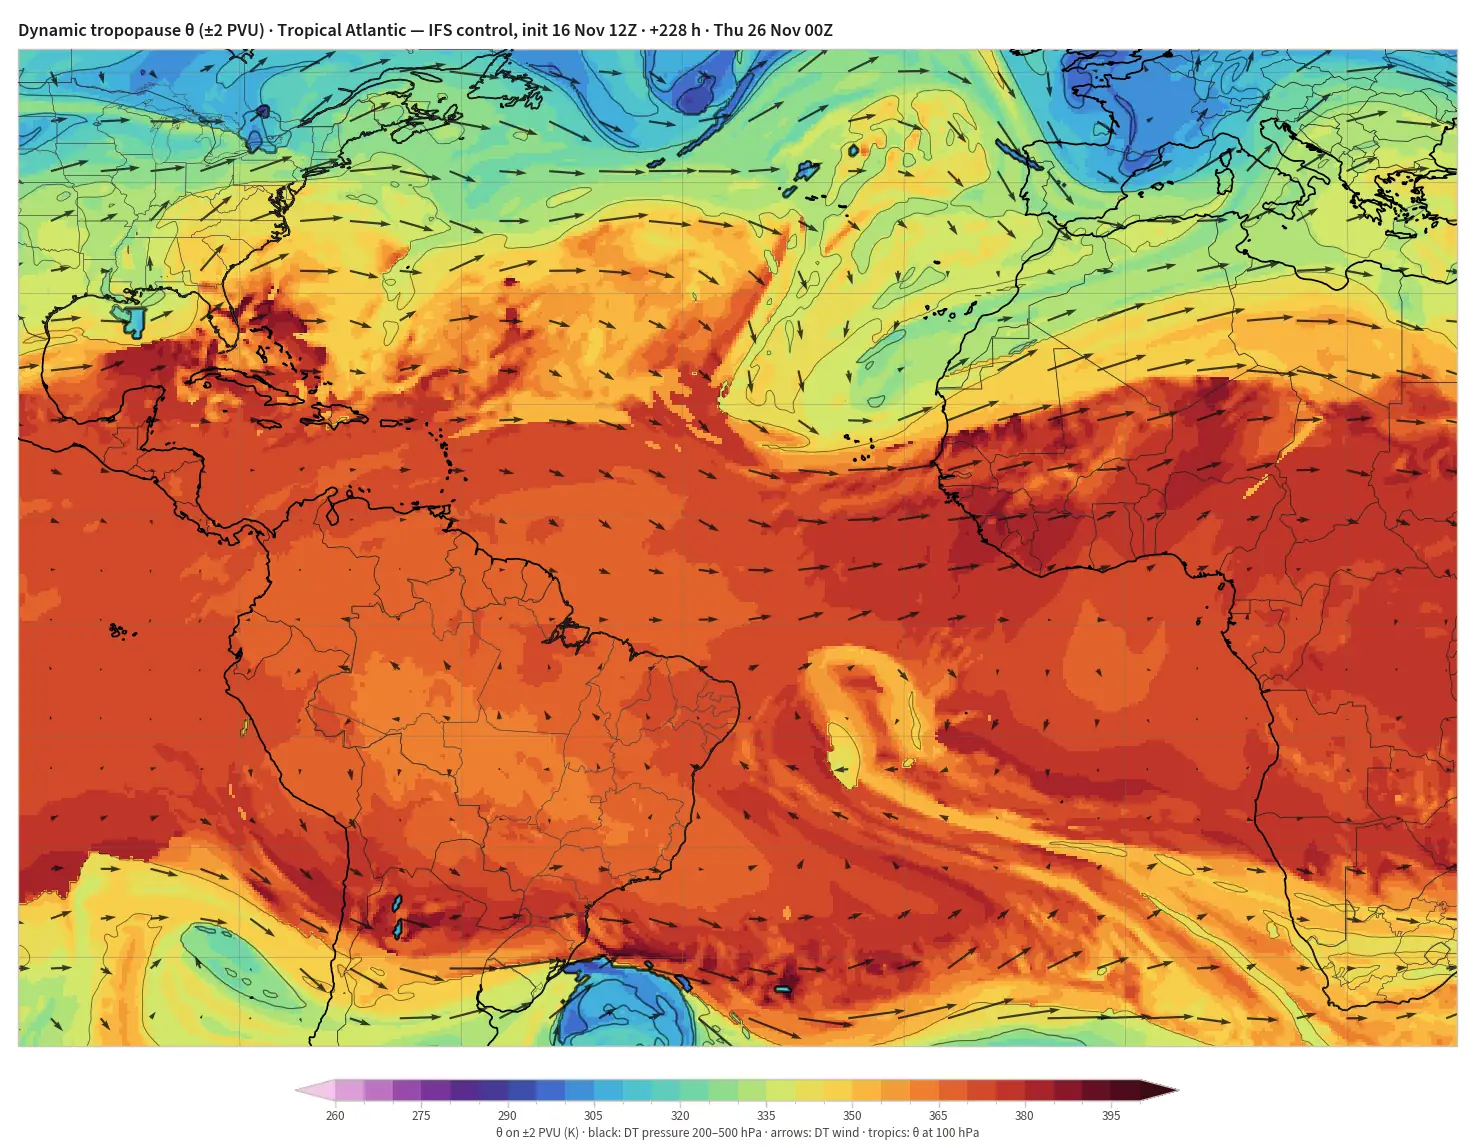 Dynamic tropopause θ (±2 PVU) · Tropical Atlantic — IFS control, init 16 Nov 12Z · +228 h · Thu 26 Nov 00Z
260 275 290 305 320 335 350 365 380 395
θ on ±2 PVU (K) · black: DT pressure 200–500 hPa · arrows: DT wind · tropics: θ at 100 hPa